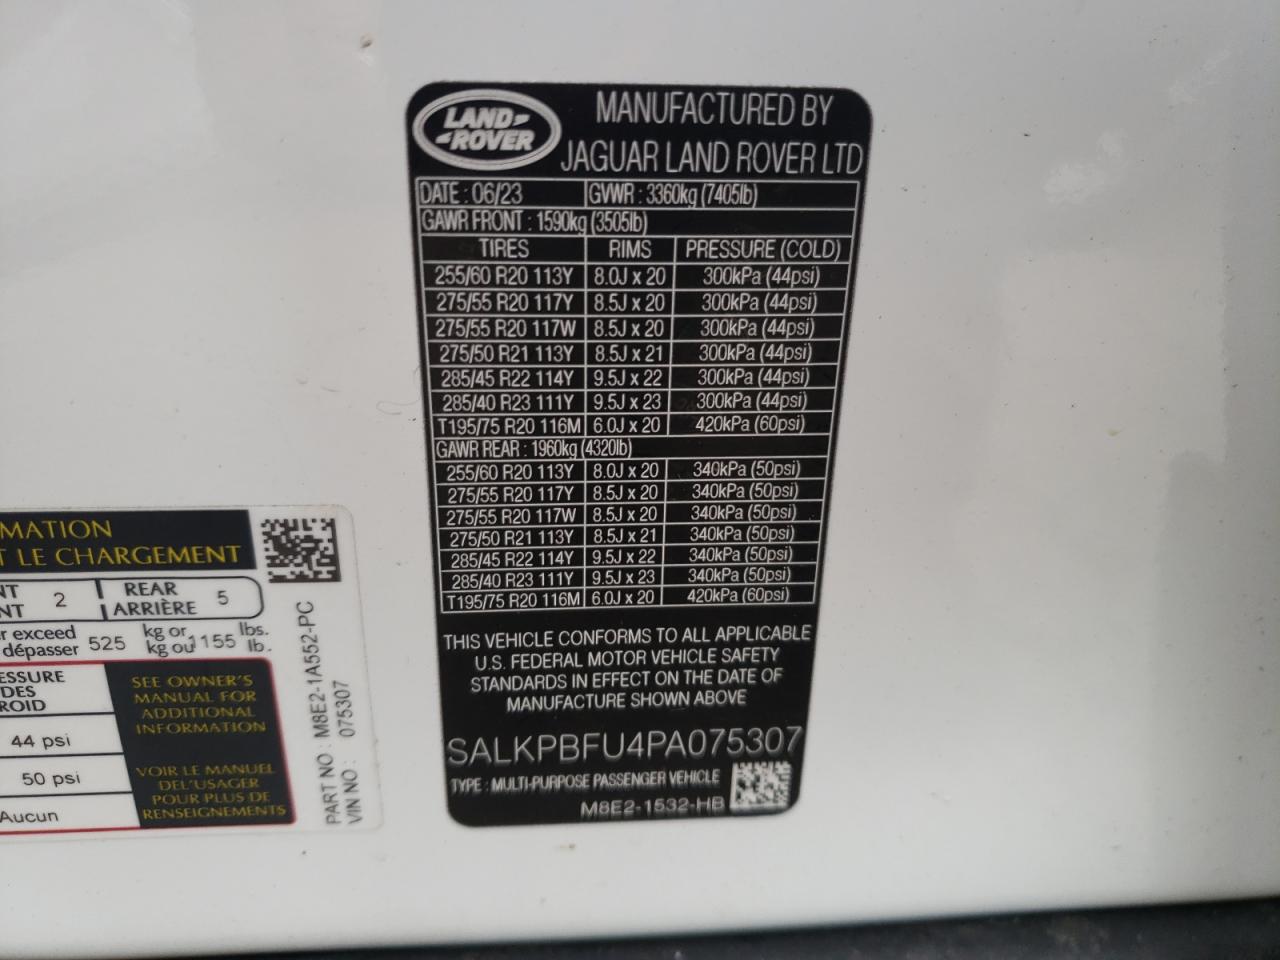 LAND
ROVER
MANUFACTURED BY
JAGUAR LAND ROVER LTD
DATE : 06/23 GVWR : 3360kg (7405lb)
GAWR FRONT : 1590kg (3505lb)
TIRES RIMS PRESSURE (COLD)
255/60 R20 113Y 8.0J x 20 300kPa (44psi)
275/55 R20 117Y 8.5J x 20 300kPa (44psi)
275/55 R20 117W 8.5J x 20 300kPa (44psi)
275/50 R21 113Y 8.5J x 21 300kPa (44psi)
285/45 R22 114Y 9.5J x 22 300kPa (44psi)
285/40 R23 111Y 9.5J x 23 300kPa (44psi)
T195/75 R20 116M 6.0J x 20 420kPa (60psi)
GAWR REAR : 1960kg (4320lb)
255/60 R20 113Y 8.0J x 20 340kPa (50psi)
275/55 R20 117Y 8.5J x 20 340kPa (50psi)
275/55 R20 117W 8.5J x 20 340kPa (50psi)
275/50 R21 113Y 8.5J x 21 340kPa (50psi)
285/45 R22 114Y 9.5J x 22 340kPa (50psi)
285/40 R23 111Y 9.5J x 23 340kPa (50psi)
T195/75 R20 116M 6.0J x 20 420kPa (60psi)
THIS VEHICLE CONFORMS TO ALL APPLICABLE
U.S. FEDERAL MOTOR VEHICLE SAFETY
STANDARDS IN EFFECT ON THE DATE OF
MANUFACTURE SHOWN ABOVE
SALKPBFU4PA075307
TYPE : MULTI-PURPOSE PASSENGER VEHICLE
M8E2-1532-HB
MATION
T LE CHARGEMENT
NT 2 REAR 5
NT ARRIÈRE
r exceed 525 kg or 1155 lbs.
dépasser kg ou lb.
ESSURE
DES
ROID
44 psi
50 psi
Aucun
SEE OWNER'S
MANUAL FOR
ADDITIONAL
INFORMATION
VOIR LE MANUEL
DEL'USAGER
POUR PLUS DE
RENSEIGNEMENTS
PART NO : M8E2-1A552-PC
VIN NO : 075307